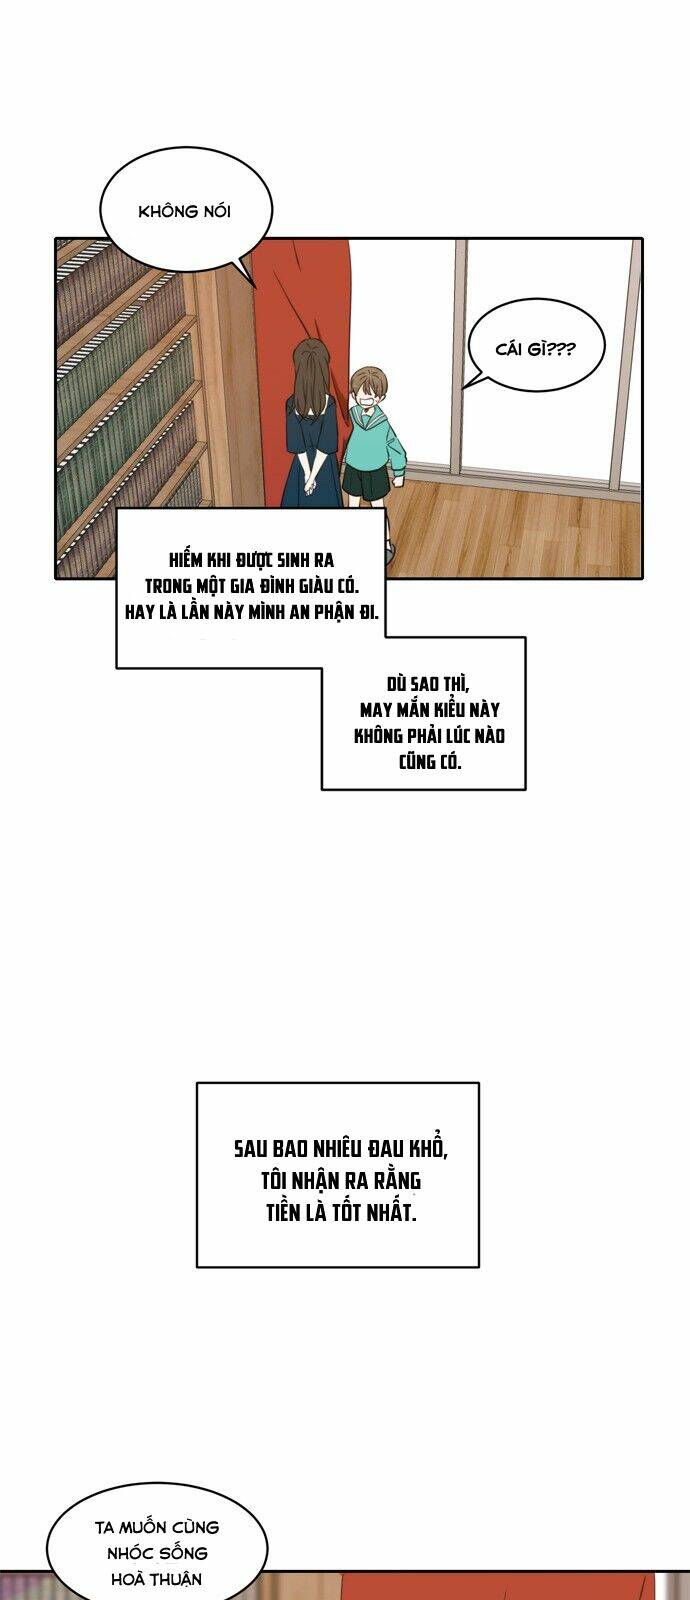 KHÔNG NÓI
CÁI GÌ???
HIẾM KHI ĐƯỢC SINH RA
TRONG MỘT GIA ĐÌNH GIÀU CÓ.
HAY LÀ LẦN NÀY MÌNH AN PHẬN ĐI.
DÙ SAO THÌ,
MAY MẮN KIỂU NÀY
KHÔNG PHẢI LÚC NÀO
CŨNG CÓ.
SAU BAO NHIÊU ĐAU KHỔ,
TÔI NHẬN RA RẰNG
TIỀN LÀ TỐT NHẤT.
TA MUỐN CÙNG
NHÓC SỐNG
HOÀ THUẬN